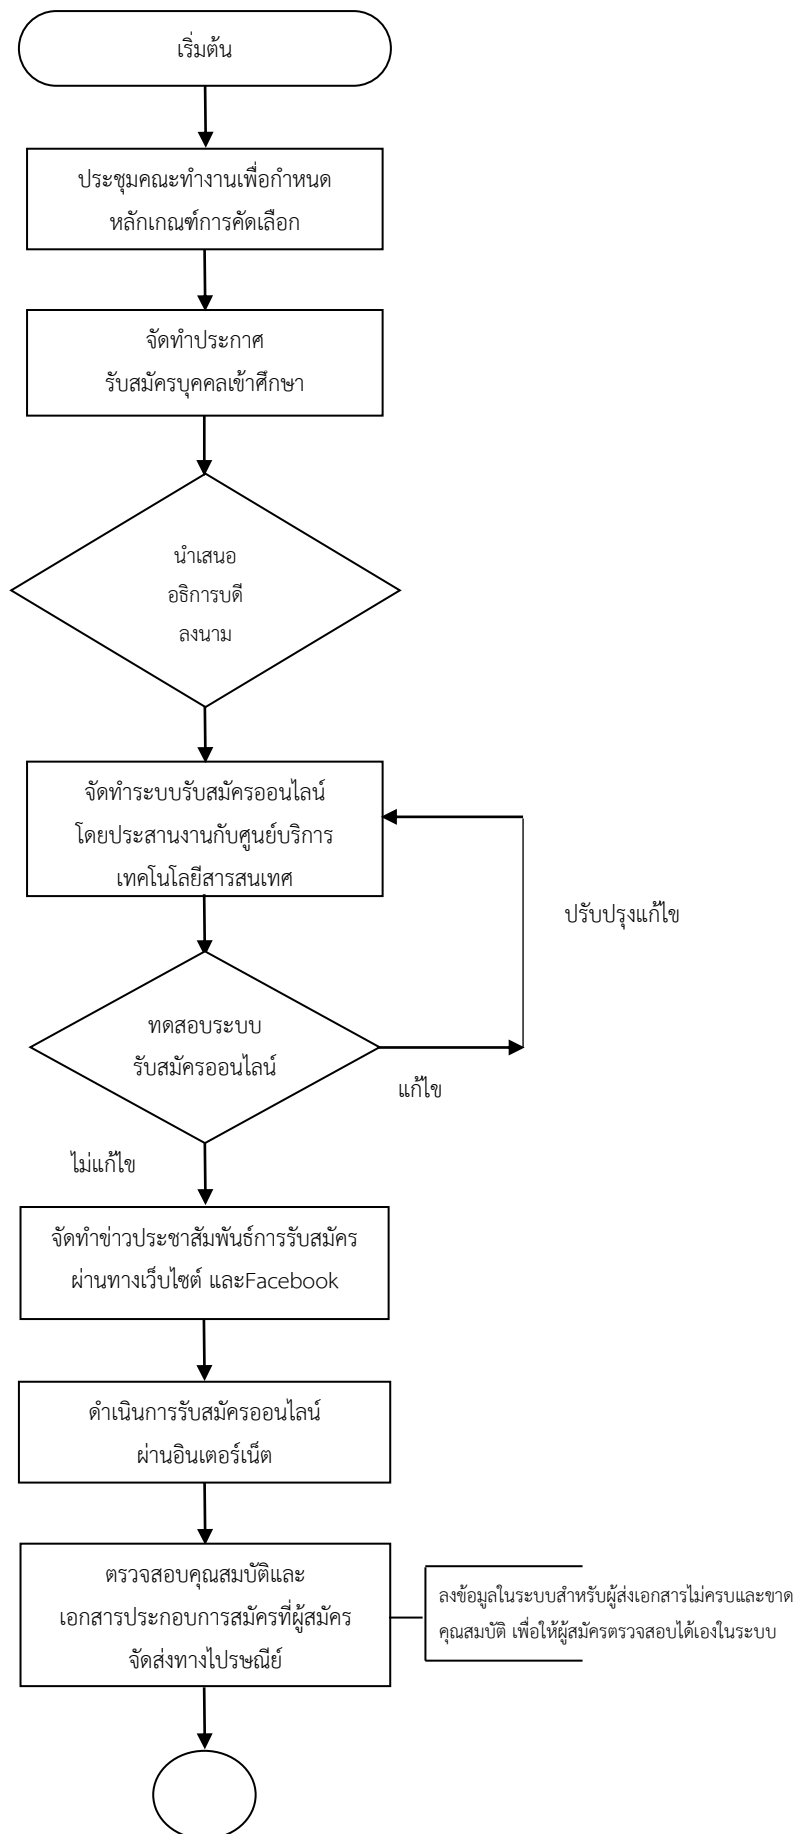 เริ่มต้น
ประชุมคณะทำงานเพื่อกำหนด
หลักเกณฑ์การคัดเลือก
จัดทำประกาศ
รับสมัครบุคคลเข้าศึกษา
นำเสนอ
อธิการบดี
ลงนาม
จัดทำระบบรับสมัครออนไลน์
โดยประสานงานกับศูนย์บริการ
เทคโนโลยีสารสนเทศ
ปรับปรุงแก้ไข
ทดสอบระบบ
รับสมัครออนไลน์
แก้ไข
ไม่แก้ไข
จัดทำข่าวประชาสัมพันธ์การรับสมัคร
ผ่านทางเว็บไซต์ และFacebook
ดำเนินการรับสมัครออนไลน์
ผ่านอินเตอร์เน็ต
ตรวจสอบคุณสมบัติและ
เอกสารประกอบการสมัครที่ผู้สมัคร
จัดส่งทางไปรษณีย์
ลงข้อมูลในระบบสำหรับผู้ส่งเอกสารไม่ครบและขาด
คุณสมบัติ เพื่อให้ผู้สมัครตรวจสอบได้เองในระบบ